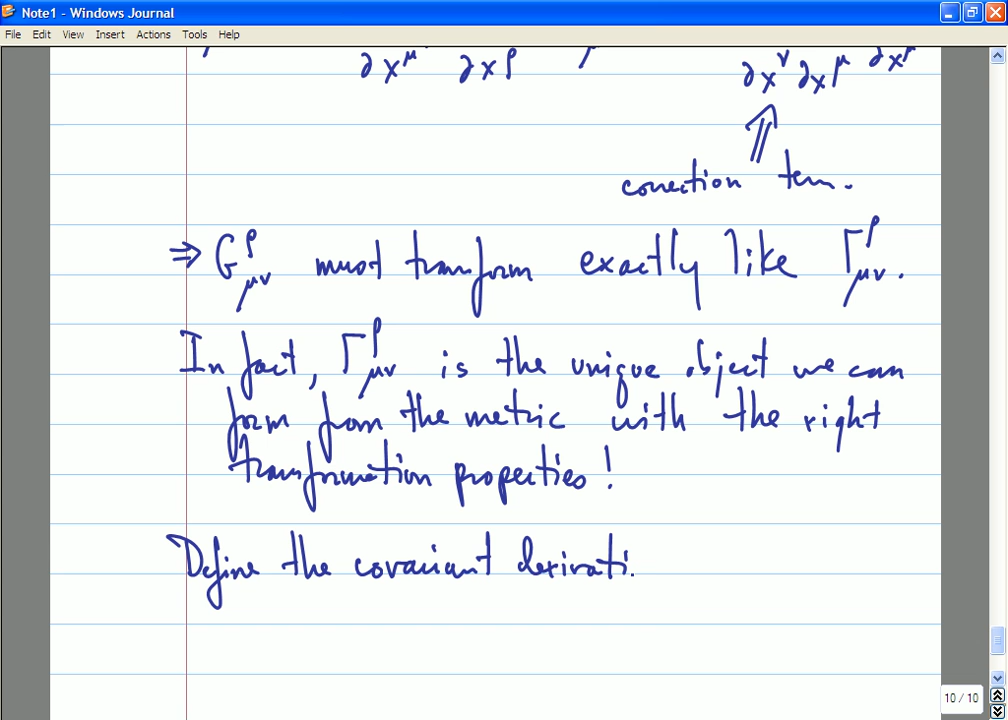 Note1 - Windows Journal
File Edit View Insert Actions Tools Help
∂x^μ ∂x^ρ ∂x^ν ∂x^μ ∂x^ρ
correction term.
⇒ G^ρ_μν must transform exactly like Γ^ρ_μν.
In fact, Γ^ρ_μν is the unique object we can
form from the metric with the right
transformation properties!
Define the covariant derivati
10 / 10